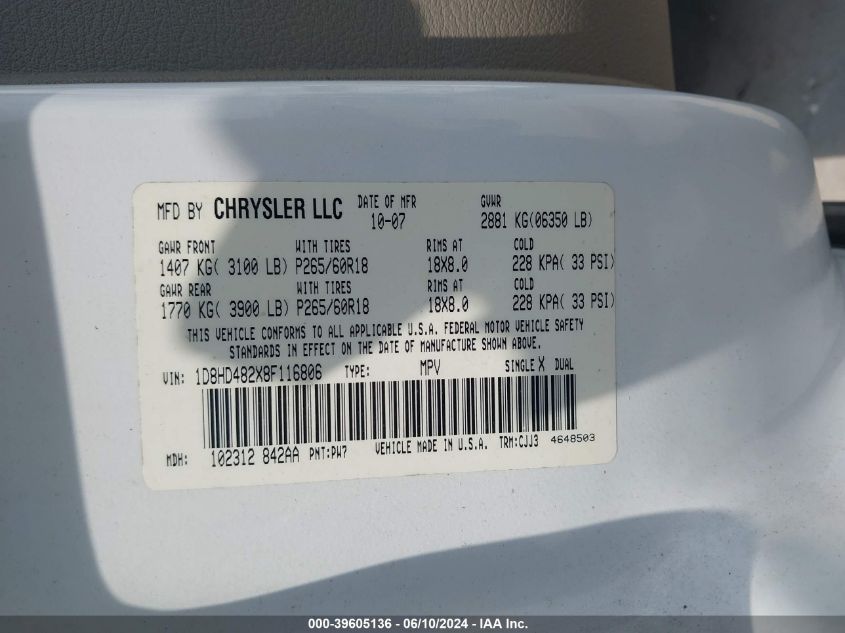 MFD BY CHRYSLER LLC DATE OF MFR GVWR
10-07 2881 KG(06350 LB)
GAWR FRONT WITH TIRES RIMS AT COLD
1407 KG( 3100 LB) P265/60R18 18X8.0 228 KPA( 33 PSI)
GAWR REAR WITH TIRES RIMS AT COLD
1770 KG( 3900 LB) P265/60R18 18X8.0 228 KPA( 33 PSI)
THIS VEHICLE CONFORMS TO ALL APPLICABLE U.S.A. FEDERAL MOTOR VEHICLE SAFETY
STANDARDS IN EFFECT ON THE DATE OF MANUFACTURE SHOWN ABOVE.
VIN: 1D8HD482X8F116806 TYPE: MPV SINGLE X DUAL
MDH: 102312 842AA PNT:PW7 VEHICLE MADE IN U.S.A. TRM:CJJ3 4648503
000-39605136 - 06/10/2024 - IAA Inc.